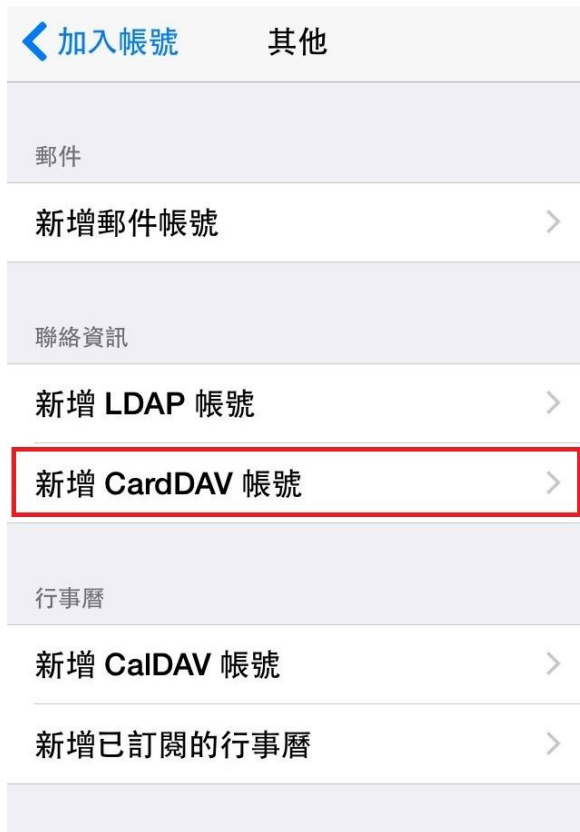 加入帳號 其他
郵件
新增郵件帳號
聯絡資訊
新增 LDAP 帳號
新增 CardDAV 帳號
行事曆
新增 CalDAV 帳號
新增已訂閱的行事曆